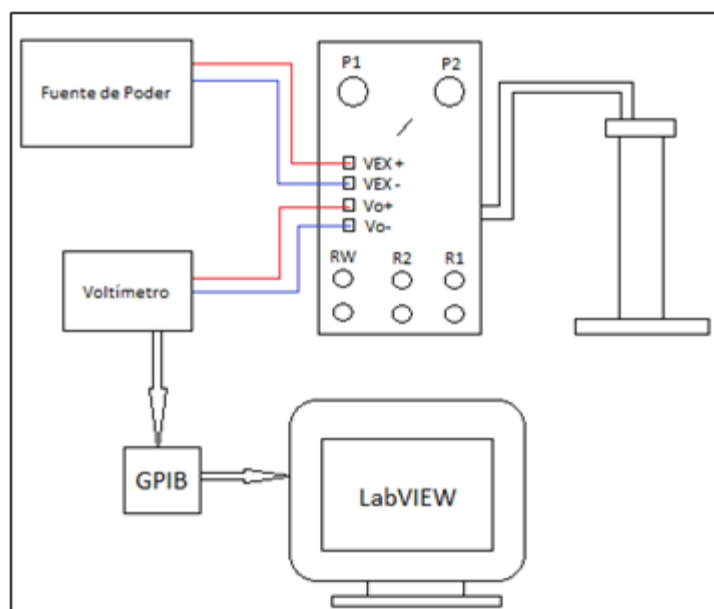 P1 P2
Fuente de Poder
VEX+
VEX-
Vo+
Vo-
RW R2 R1
Voltímetro
GPIB
LabVIEW